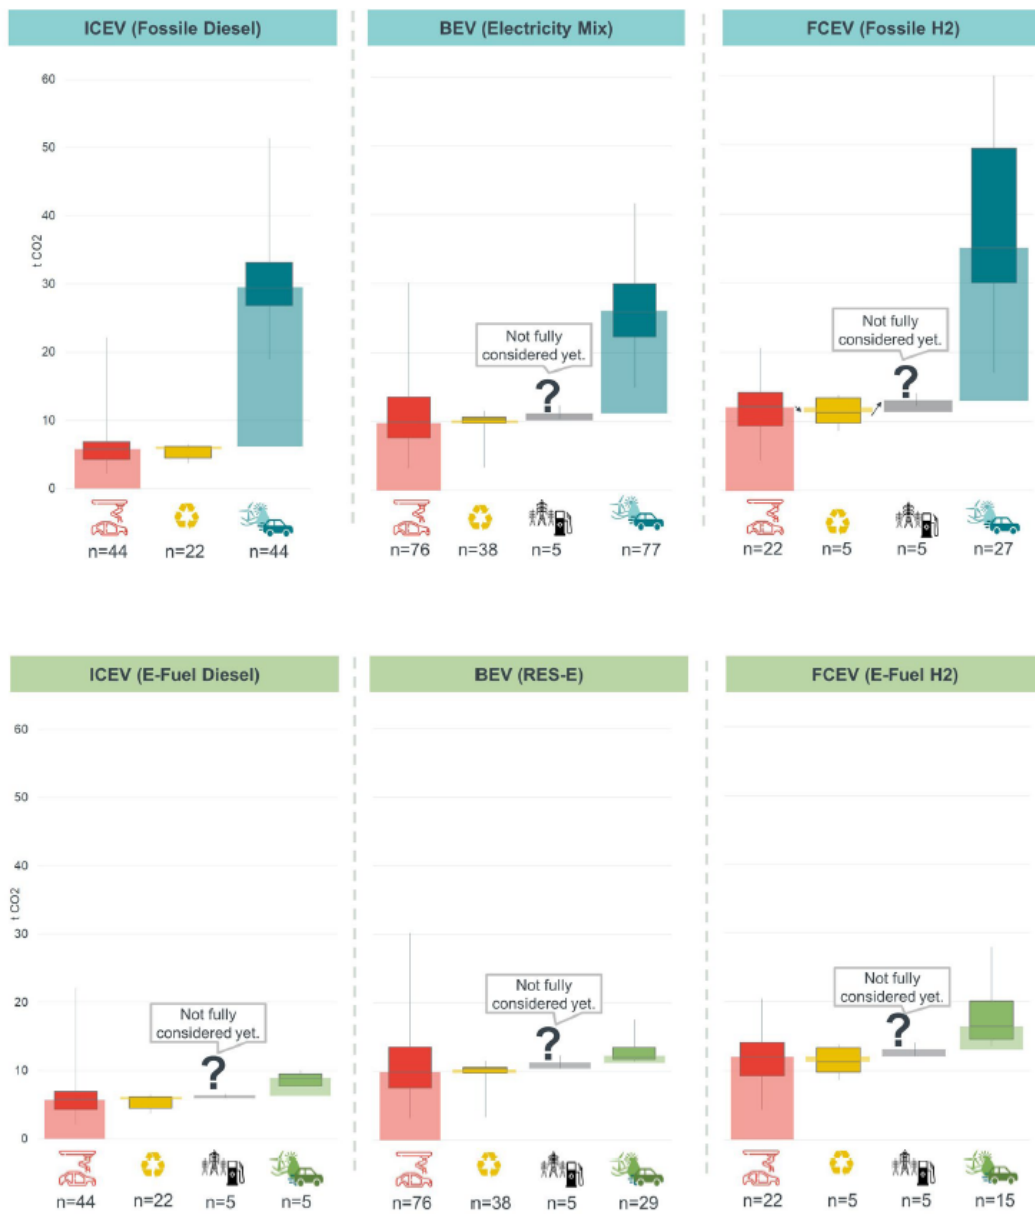 ICEV (Fossile Diesel)
BEV (Electricity Mix)
FCEV (Fossile H2)
60
50
40
t CO2
30
20
10
0
Not fully
considered yet.
?
Not fully
considered yet.
?
n=44
n=22
n=44
n=76
n=38
n=5
n=77
n=22
n=5
n=5
n=27
ICEV (E-Fuel Diesel)
BEV (RES-E)
FCEV (E-Fuel H2)
60
50
40
t CO2
30
20
10
0
Not fully
considered yet.
?
Not fully
considered yet.
?
Not fully
considered yet.
?
n=44
n=22
n=5
n=5
n=76
n=38
n=5
n=29
n=22
n=5
n=5
n=15